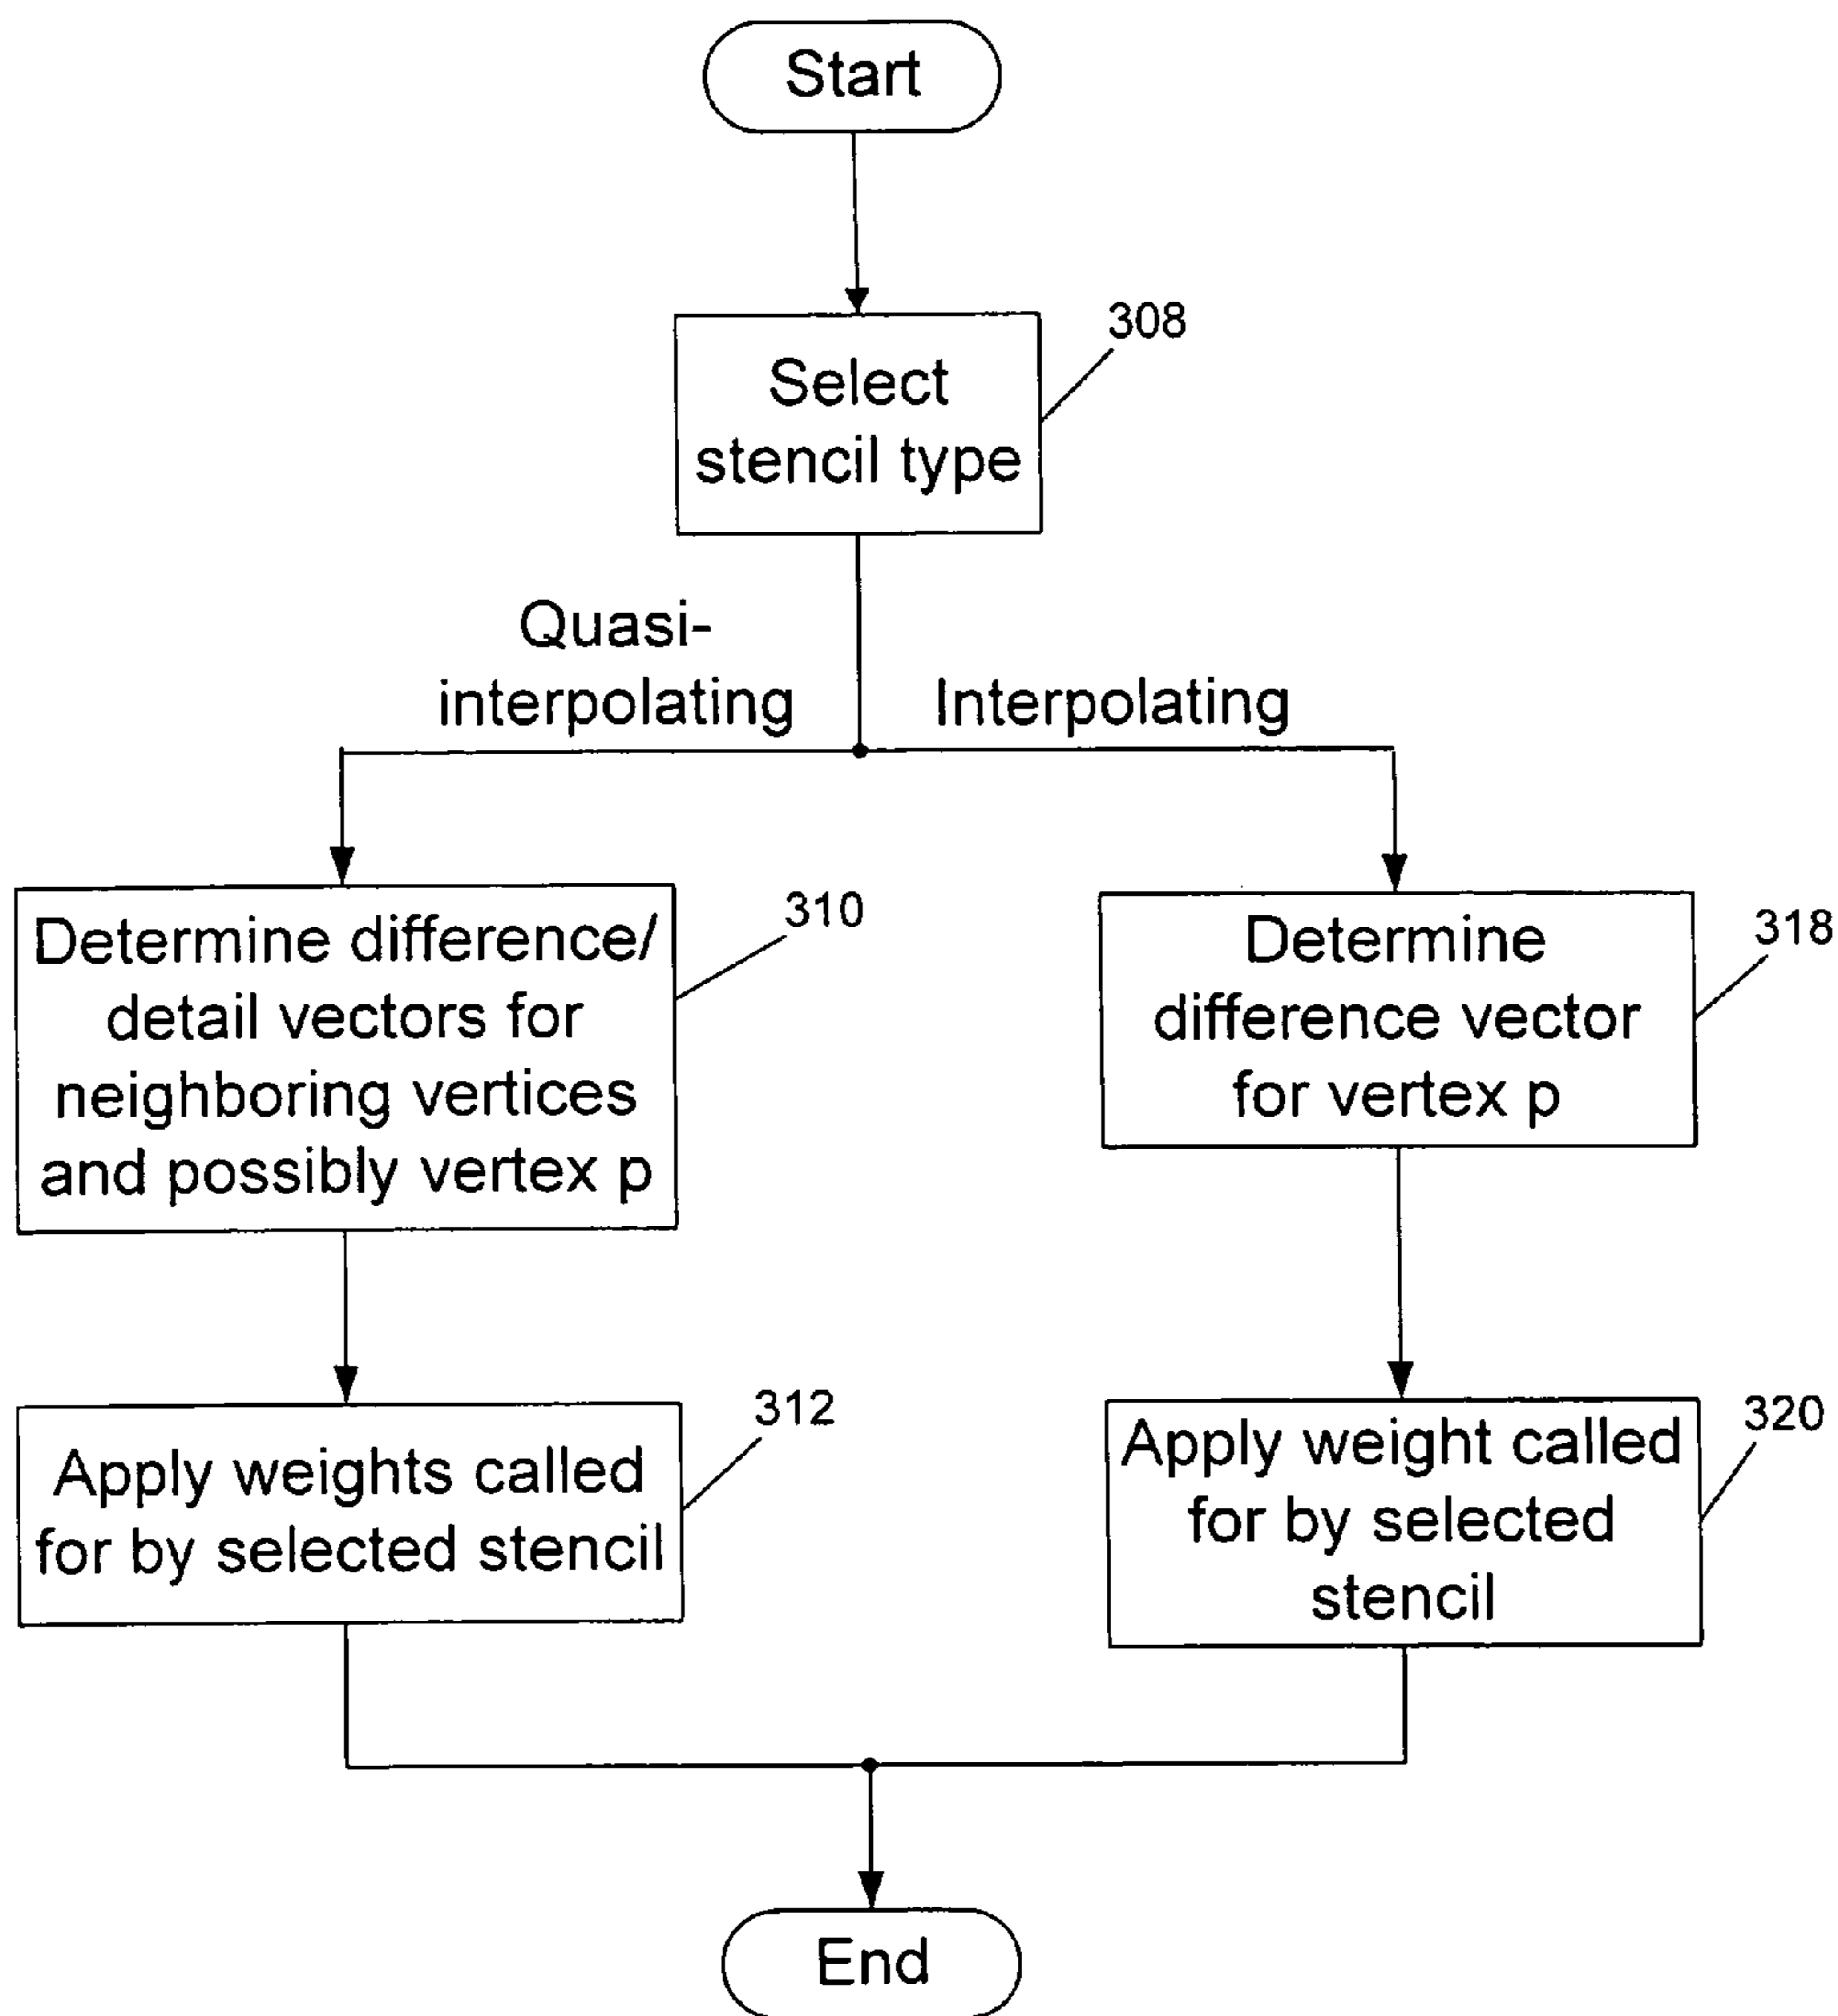 Start
308
Select
stencil type
Quasi-
interpolating
Interpolating
310
Determine difference/
detail vectors for
neighboring vertices
and possibly vertex p
318
Determine
difference vector
for vertex p
312
Apply weights called
for by selected stencil
320
Apply weight called
for by selected
stencil
End